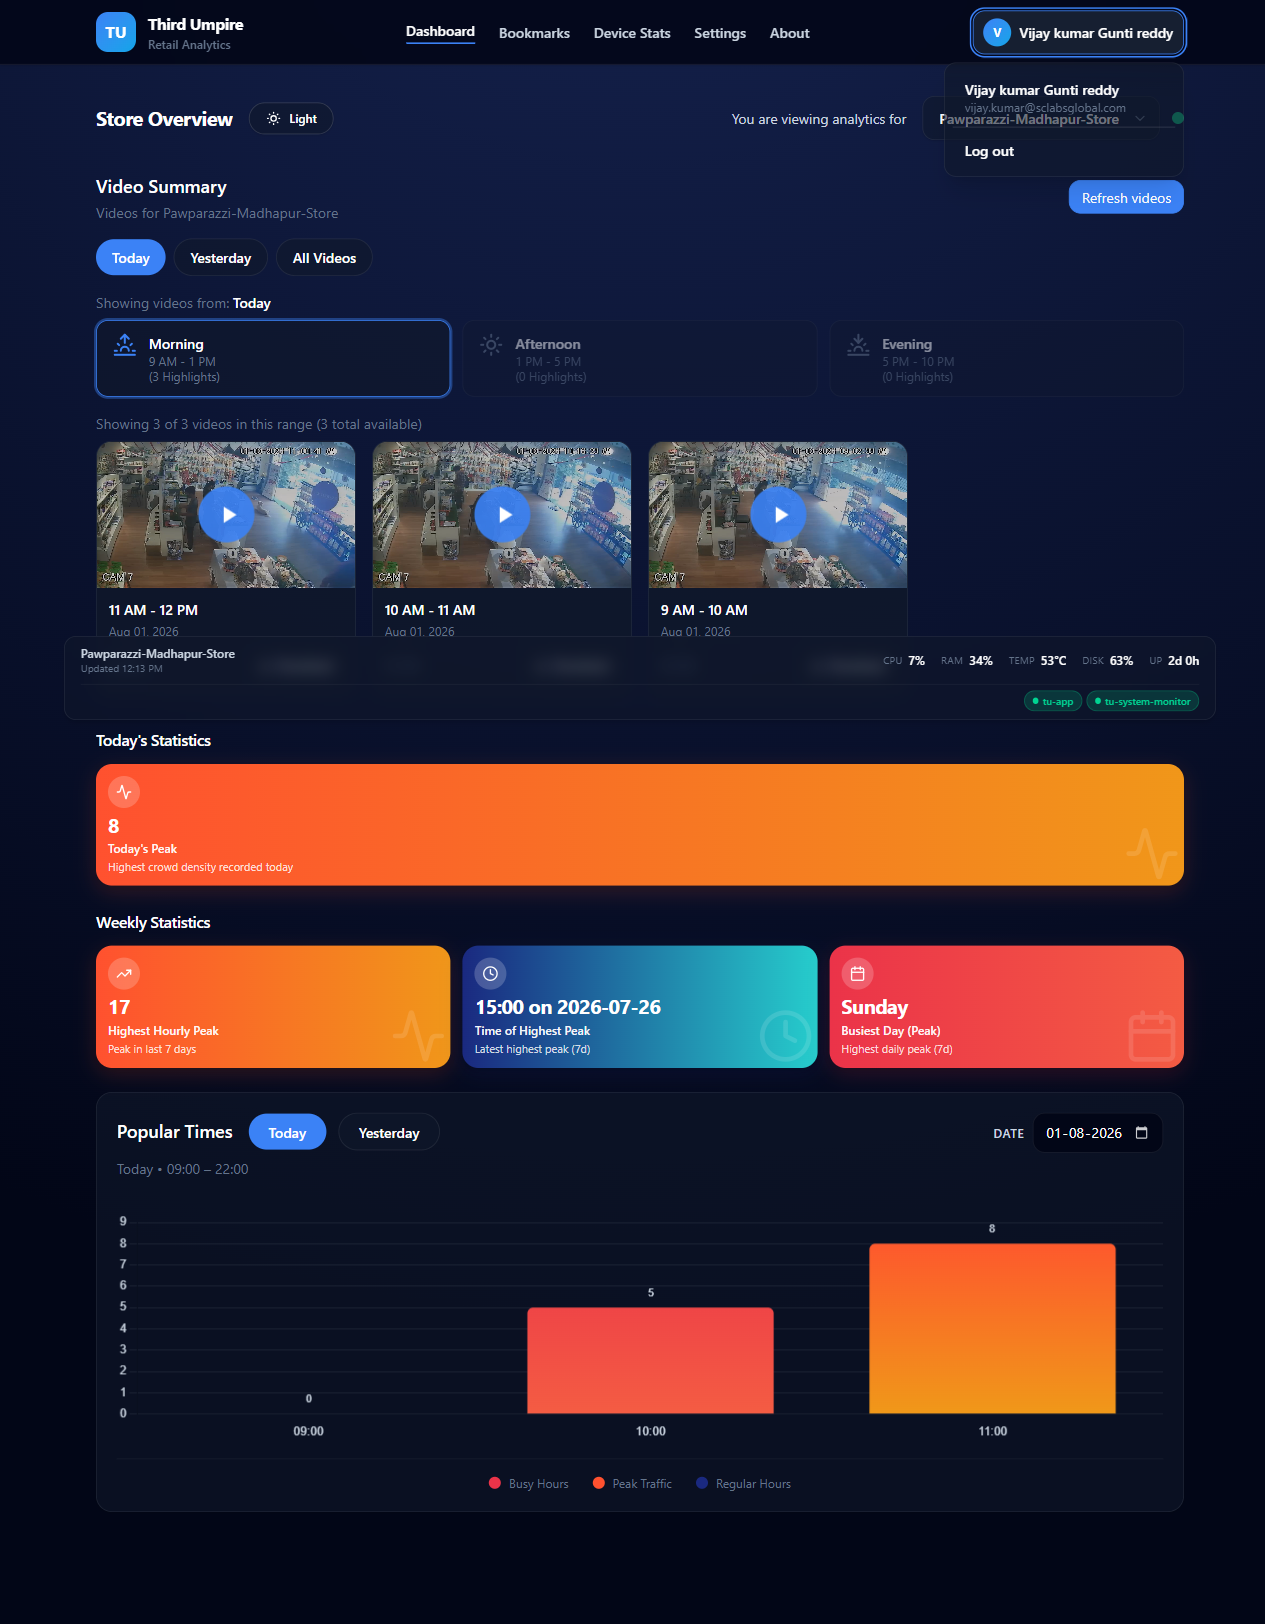 TU
Third Umpire
Retail Analytics
Dashboard
Bookmarks
Device Stats
Settings
About
V
Vijay kumar Gunti reddy
Vijay kumar Gunti reddy
vijay.kumar@sclabsglobal.com
Log out
Store Overview
Light
You are viewing analytics for
Pawparazzi-Madhapur-Store
Video Summary
Videos for Pawparazzi-Madhapur-Store
Refresh videos
Today
Yesterday
All Videos
Showing videos from: Today
Morning
9 AM - 1 PM
(3 Highlights)
Afternoon
1 PM - 5 PM
(0 Highlights)
Evening
5 PM - 10 PM
(0 Highlights)
Showing 3 of 3 videos in this range (3 total available)
CAM 7
CAM 7
CAM 7
11 AM - 12 PM
Aug 01, 2026
10 AM - 11 AM
Aug 01, 2026
9 AM - 10 AM
Aug 01, 2026
Pawparazzi-Madhapur-Store
Updated 12:13 PM
CPU 7%
RAM 34%
TEMP 53°C
DISK 63%
UP 2d 0h
tu-app
tu-system-monitor
Today's Statistics
8
Today's Peak
Highest crowd density recorded today
Weekly Statistics
17
Highest Hourly Peak
Peak in last 7 days
15:00 on 2026-07-26
Time of Highest Peak
Latest highest peak (7d)
Sunday
Busiest Day (Peak)
Highest daily peak (7d)
Popular Times
Today
Yesterday
DATE
01-08-2026
Today • 09:00 – 22:00
9
8
7
6
5
4
3
2
1
0
0
5
8
09:00
10:00
11:00
Busy Hours
Peak Traffic
Regular Hours